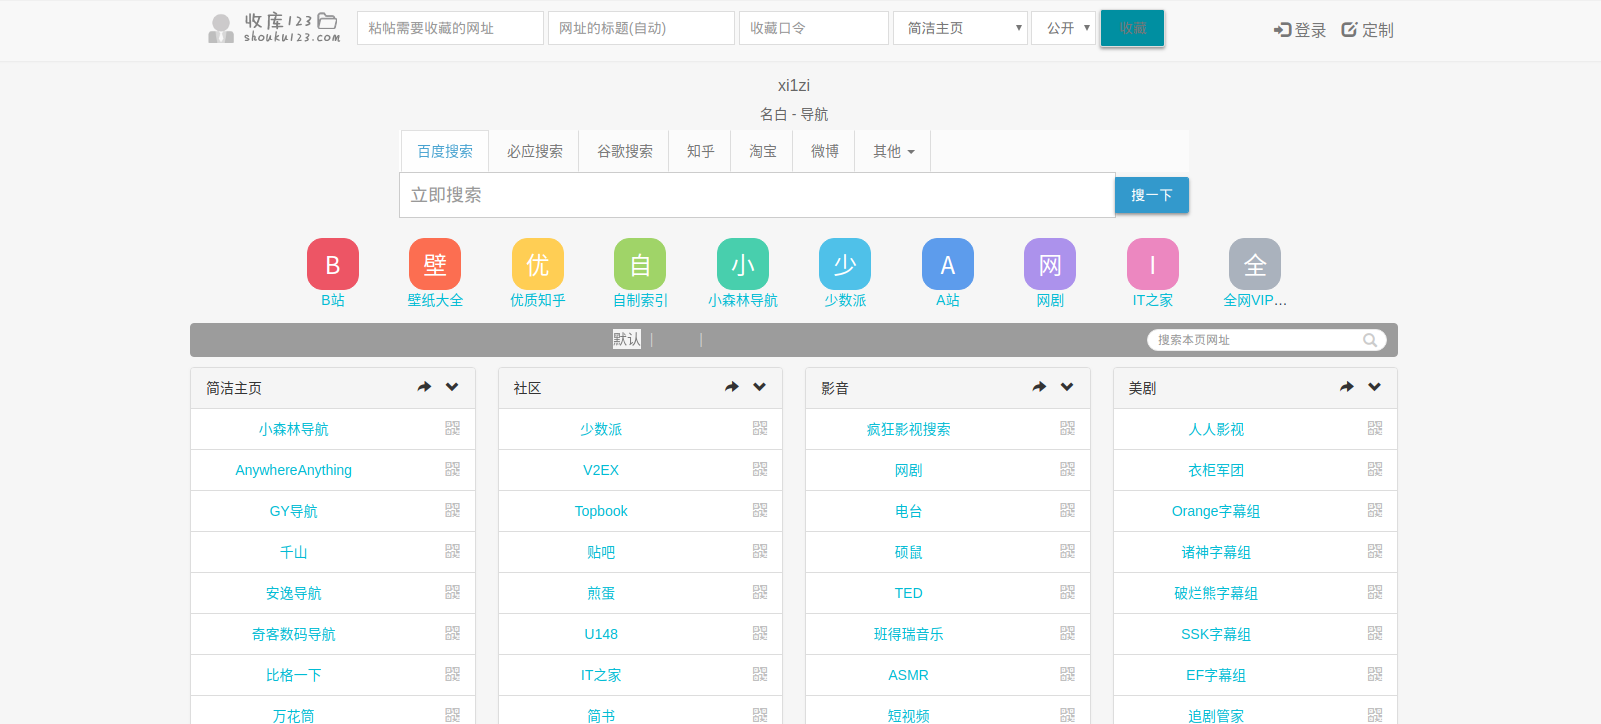 收库123
shouku123.com
粘帖需要收藏的网址
网址的标题(自动)
收藏口令
简洁主页
公开
收藏
登录
定制
xi1zi
名白 - 导航
百度搜索
必应搜索
谷歌搜索
知乎
淘宝
微博
其他
立即搜索
搜一下
B 壁 优 自 小 少 A 网 I 全
B站
壁纸大全
优质知乎
自制索引
小森林导航
少数派
A站
网剧
IT之家
全网VIP...
默认 | |
搜索本页网址
简洁主页
小森林导航
AnywhereAnything
GY导航
千山
安逸导航
奇客数码导航
比格一下
万花筒
社区
少数派
V2EX
Topbook
贴吧
煎蛋
U148
IT之家
简书
影音
疯狂影视搜索
网剧
电台
硕鼠
TED
班得瑞音乐
ASMR
短视频
美剧
人人影视
衣柜军团
Orange字幕组
诸神字幕组
破烂熊字幕组
SSK字幕组
EF字幕组
追剧管家